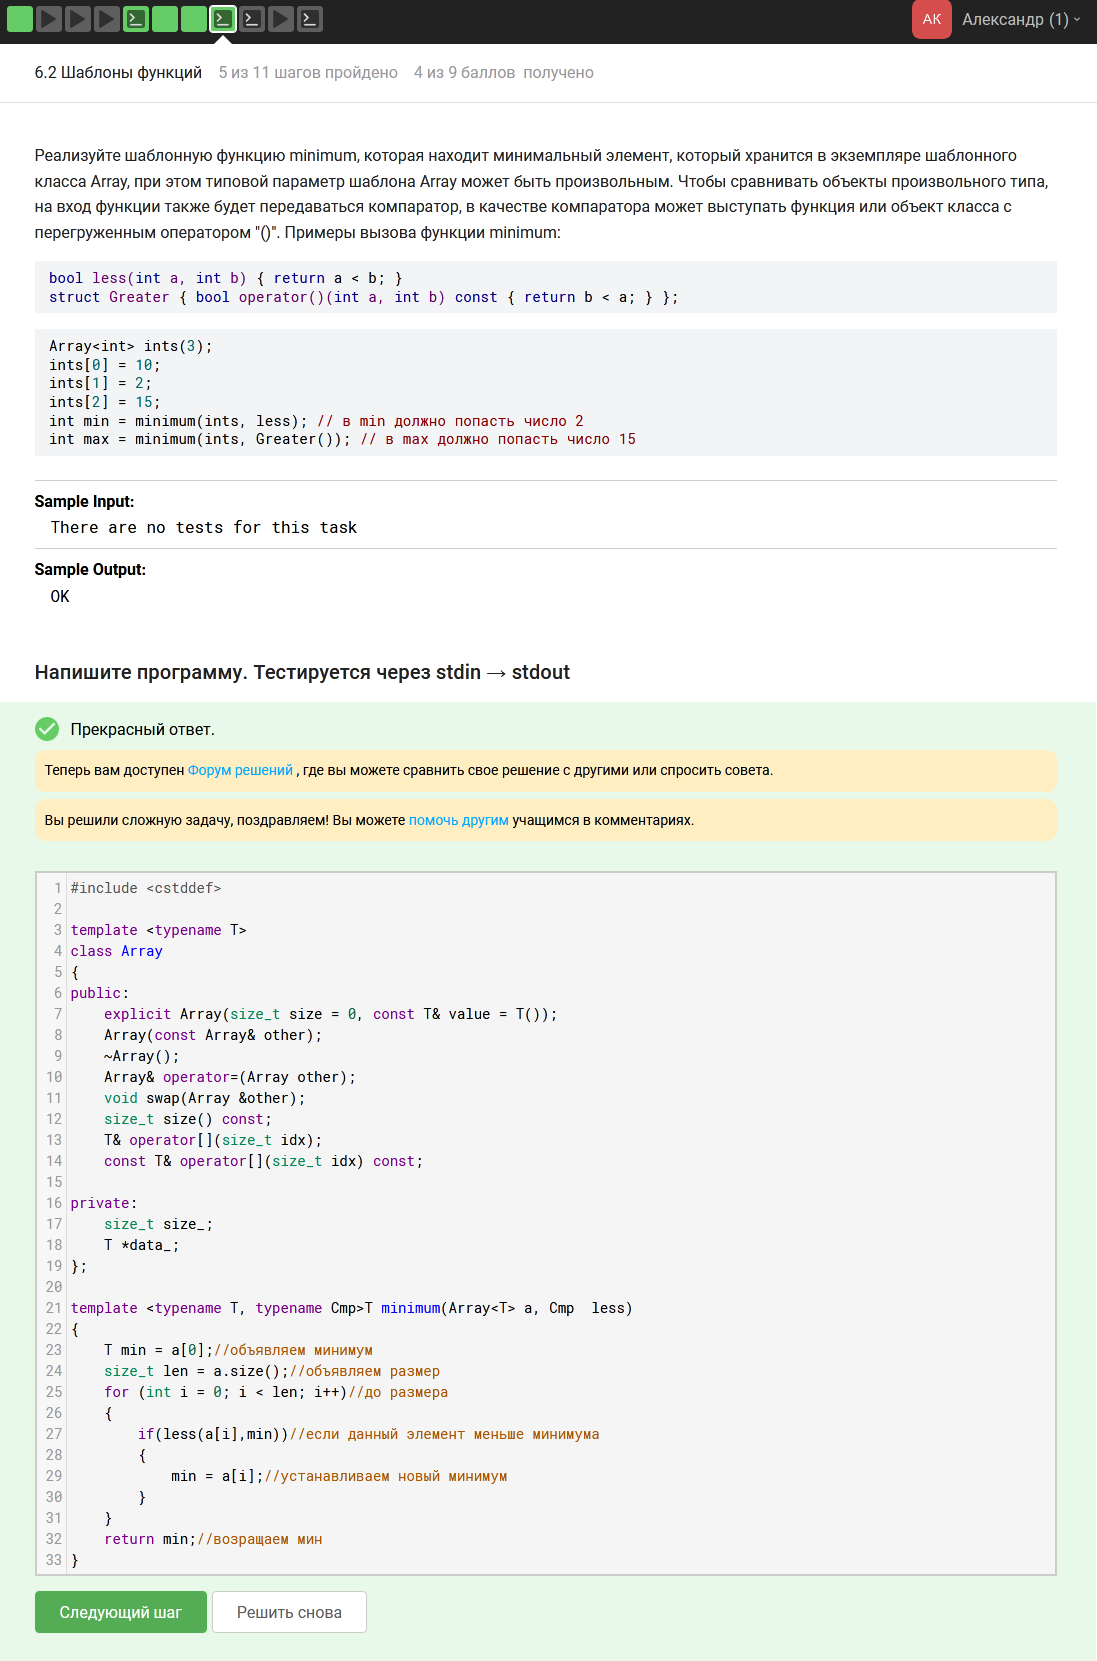 АК Александр (1)
6.2 Шаблоны функций 5 из 11 шагов пройдено 4 из 9 баллов получено
Реализуйте шаблонную функцию minimum, которая находит минимальный элемент, который хранится в экземпляре шаблонного
класса Array, при этом типовой параметр шаблона Array может быть произвольным. Чтобы сравнивать объекты произвольного типа,
на вход функции также будет передаваться компаратор, в качестве компаратора может выступать функция или объект класса с
перегруженным оператором "()". Примеры вызова функции minimum:
bool less(int a, int b) { return a < b; }
struct Greater { bool operator()(int a, int b) const { return b < a; } };
Array<int> ints(3);
ints[0] = 10;
ints[1] = 2;
ints[2] = 15;
int min = minimum(ints, less); // в min должно попасть число 2
int max = minimum(ints, Greater()); // в max должно попасть число 15
Sample Input:
There are no tests for this task
Sample Output:
OK
Напишите программу. Тестируется через stdin → stdout
Прекрасный ответ.
Теперь вам доступен Форум решений , где вы можете сравнить свое решение с другими или спросить совета.
Вы решили сложную задачу, поздравляем! Вы можете помочь другим учащимся в комментариях.
1 #include <cstddef>
2
3 template <typename T>
4 class Array
5 {
6 public:
7     explicit Array(size_t size = 0, const T& value = T());
8     Array(const Array& other);
9     ~Array();
10     Array& operator=(Array other);
11     void swap(Array &other);
12     size_t size() const;
13     T& operator[](size_t idx);
14     const T& operator[](size_t idx) const;
15
16 private:
17     size_t size_;
18     T *data_;
19 };
20
21 template <typename T, typename Cmp>T minimum(Array<T> a, Cmp  less)
22 {
23     T min = a[0];//объявляем минимум
24     size_t len = a.size();//объявляем размер
25     for (int i = 0; i < len; i++)//до размера
26     {
27         if(less(a[i],min))//если данный элемент меньше минимума
28         {
29             min = a[i];//устанавливаем новый минимум
30         }
31     }
32     return min;//возращаем мин
33 }
Следующий шаг Решить снова